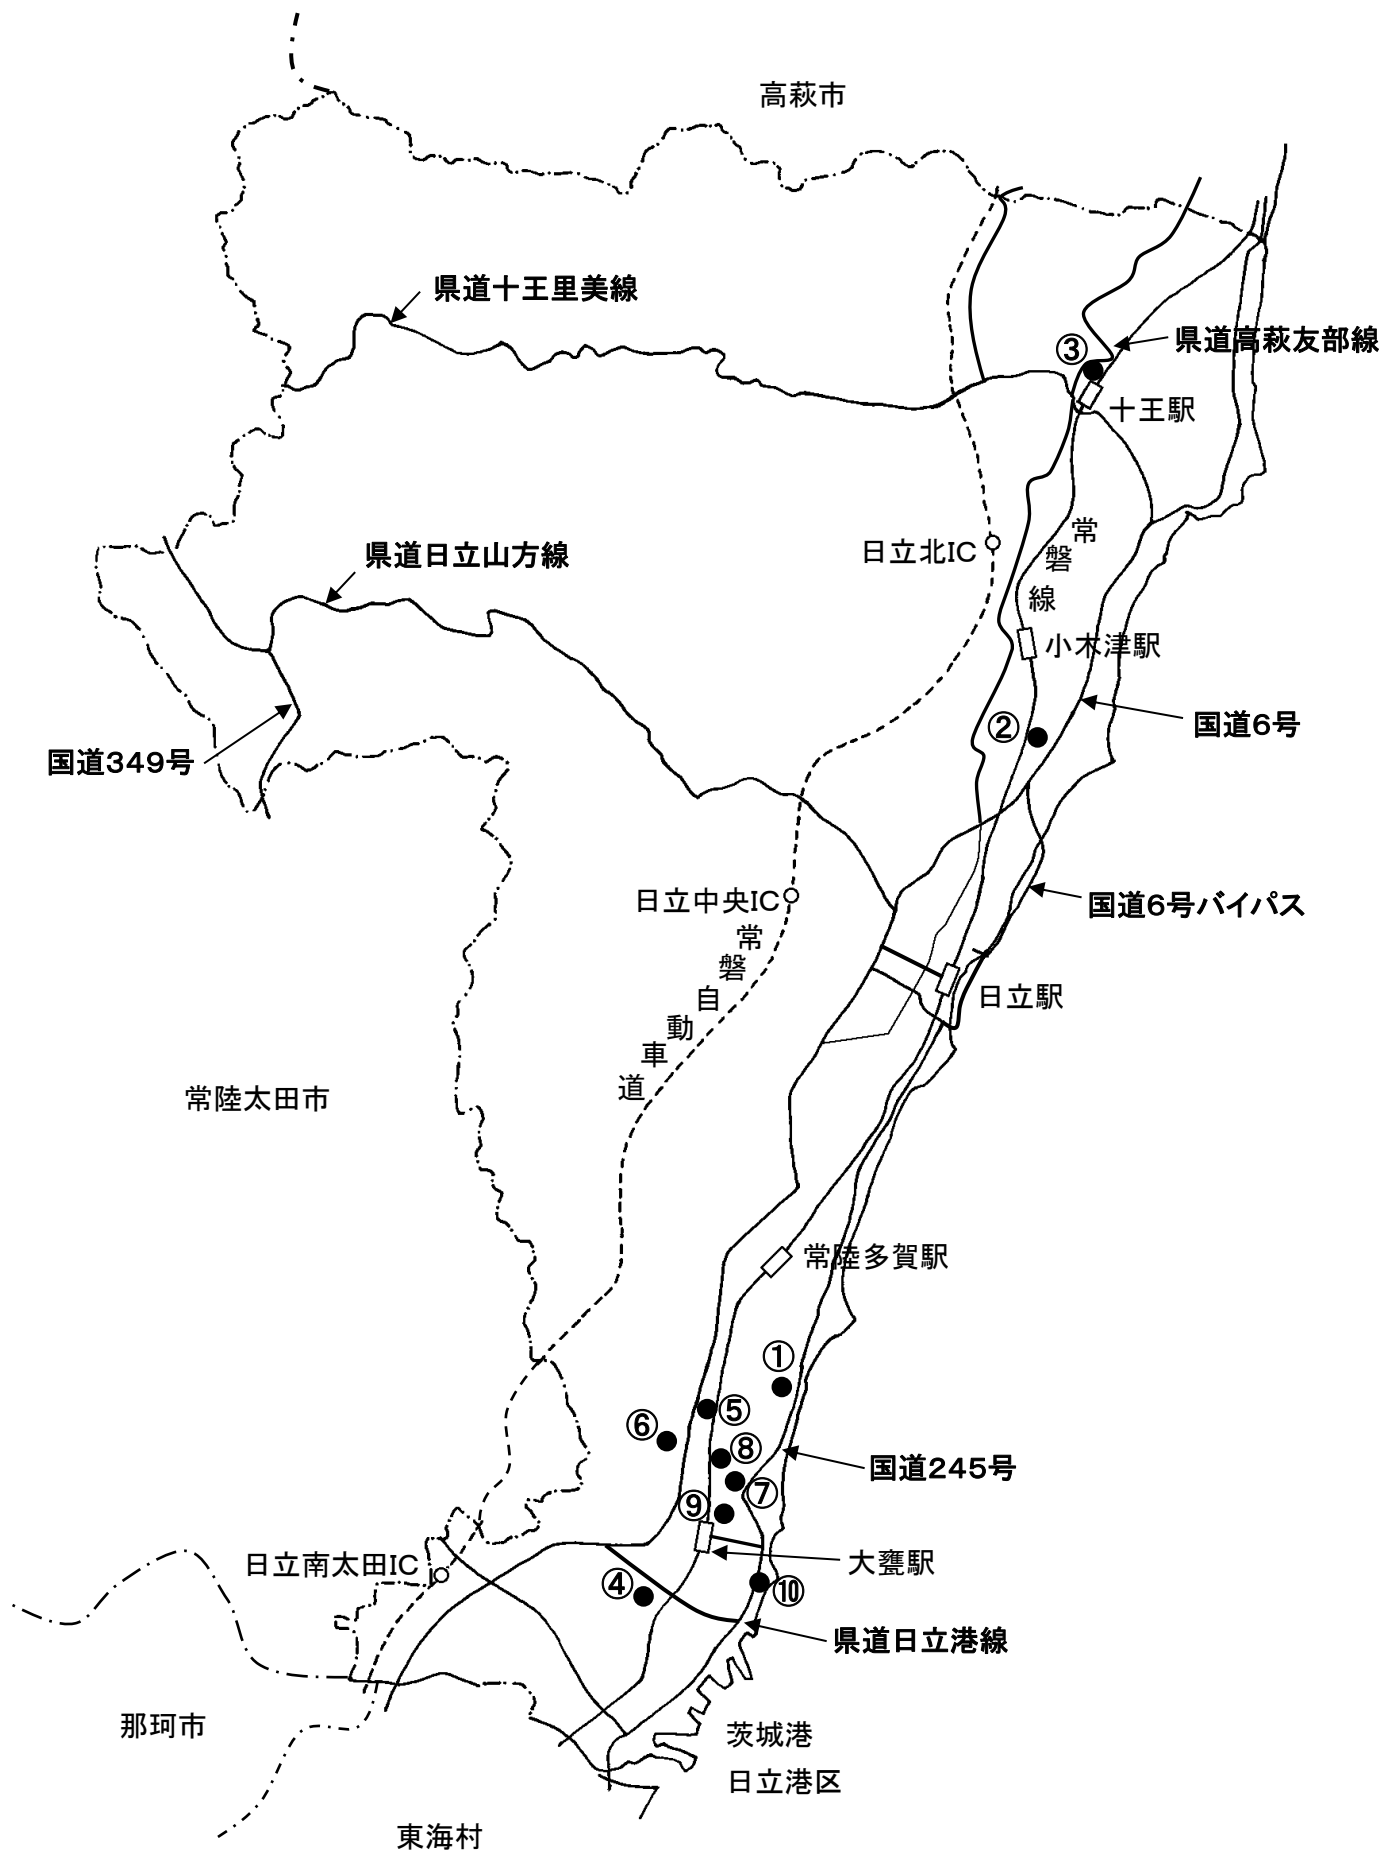 高萩市
県道十王里美線
県道高萩友部線
③
十王駅
日立北IC
常磐線
県道日立山方線
小木津駅
②
国道6号
国道349号
日立中央IC
国道6号バイパス
常磐自動車道
日立駅
常陸太田市
常陸多賀駅
①
⑤
⑥
⑧
国道245号
⑦
⑨
大甕駅
日立南太田IC
④
⑩
県道日立港線
那珂市
茨城港
日立港区
東海村